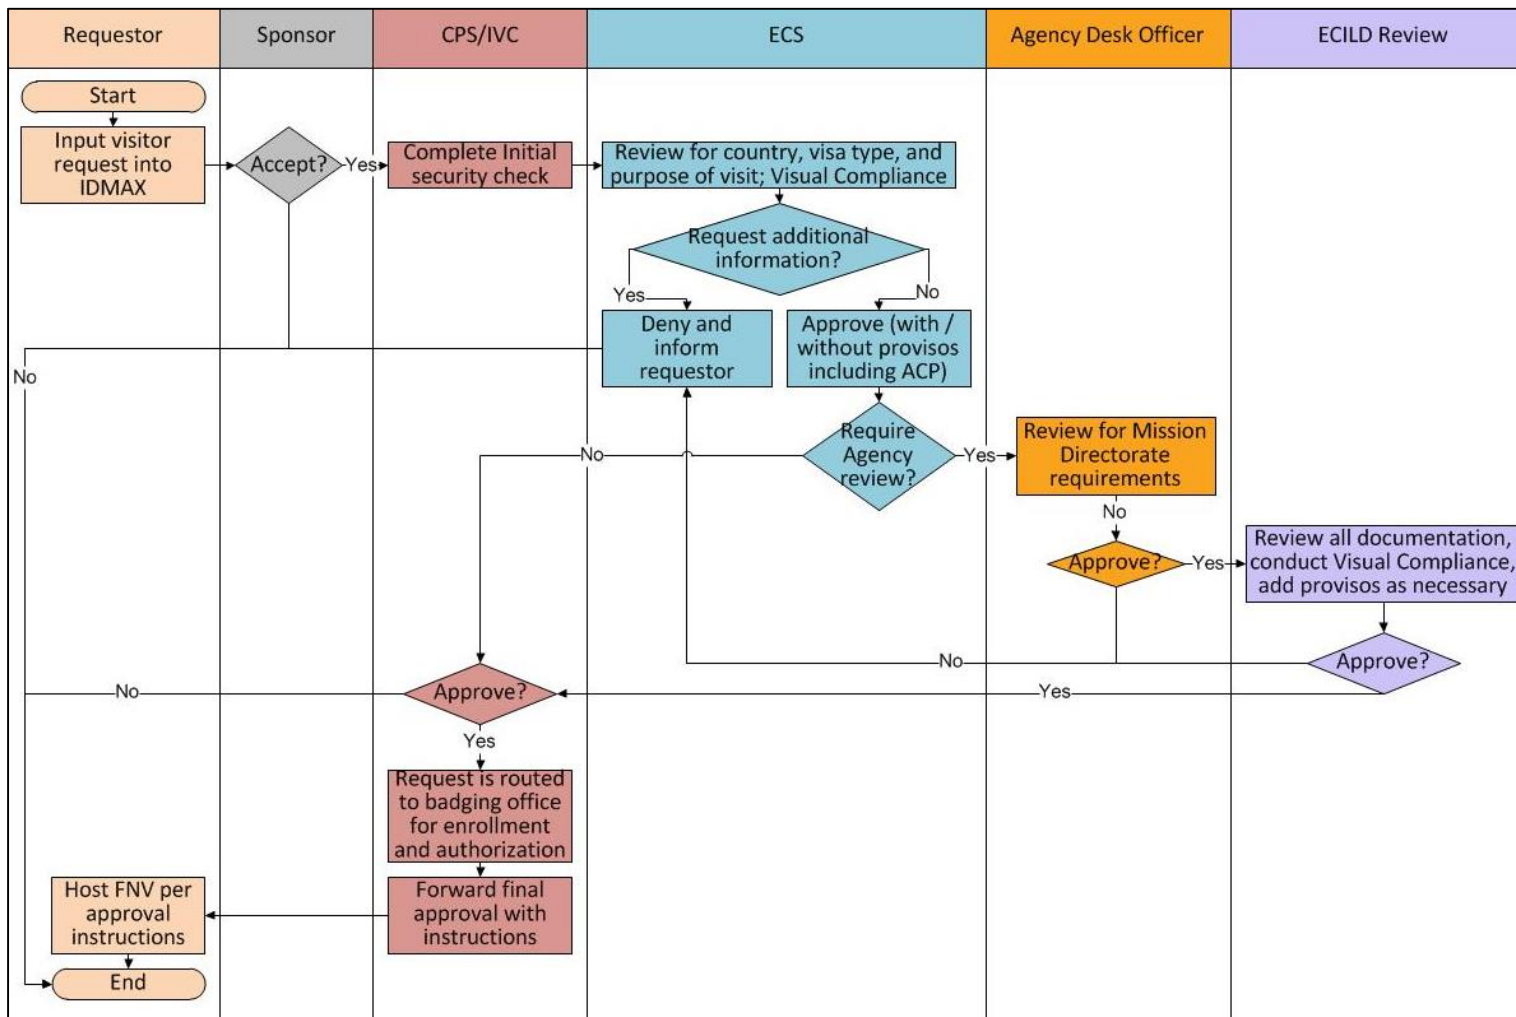 Requestor
Sponsor
CPS/IVC
ECS
Agency Desk Officer
ECILD Review
Start
Input visitor
request into
IDMAX
Accept?
Yes
Complete Initial
security check
Review for country, visa type, and
purpose of visit; Visual Compliance
Request additional
information?
Yes
No
Deny and
inform
requestor
Approve (with /
without provisos
including ACP)
No
Require
Agency
review?
No
Yes
Review for Mission
Directorate
requirements
No
Approve?
Yes
Review all documentation,
conduct Visual Compliance,
add provisos as necessary
Approve?
No
Yes
Approve?
No
Yes
Request is routed
to badging office
for enrollment
and authorization
Forward final
approval with
instructions
Host FNV per
approval
instructions
End